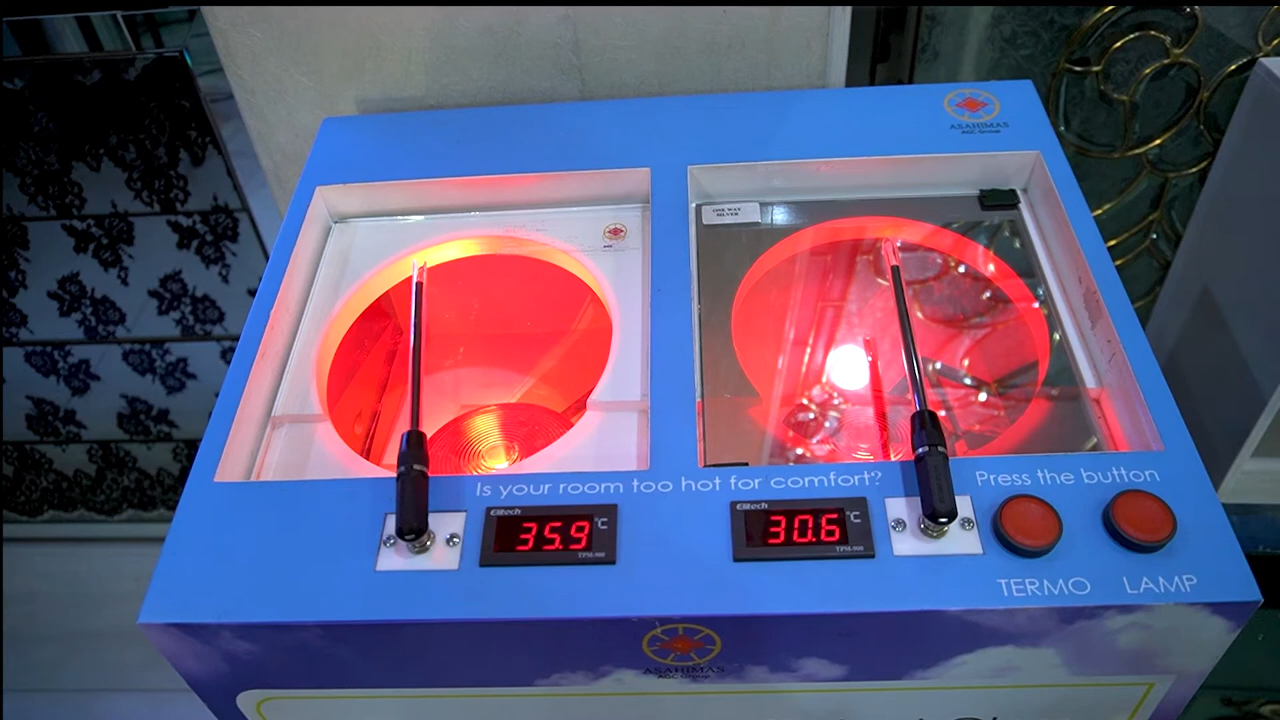 ASAHIMAS
AGC Group
ONE WAY
SILVER
Is your room too hot for comfort?
Press the button
Elitech
35.9 °C
TPM-900
Elitech
30.6 °C
TPM-900
TERMO
LAMP
ASAHIMAS
AGC Group